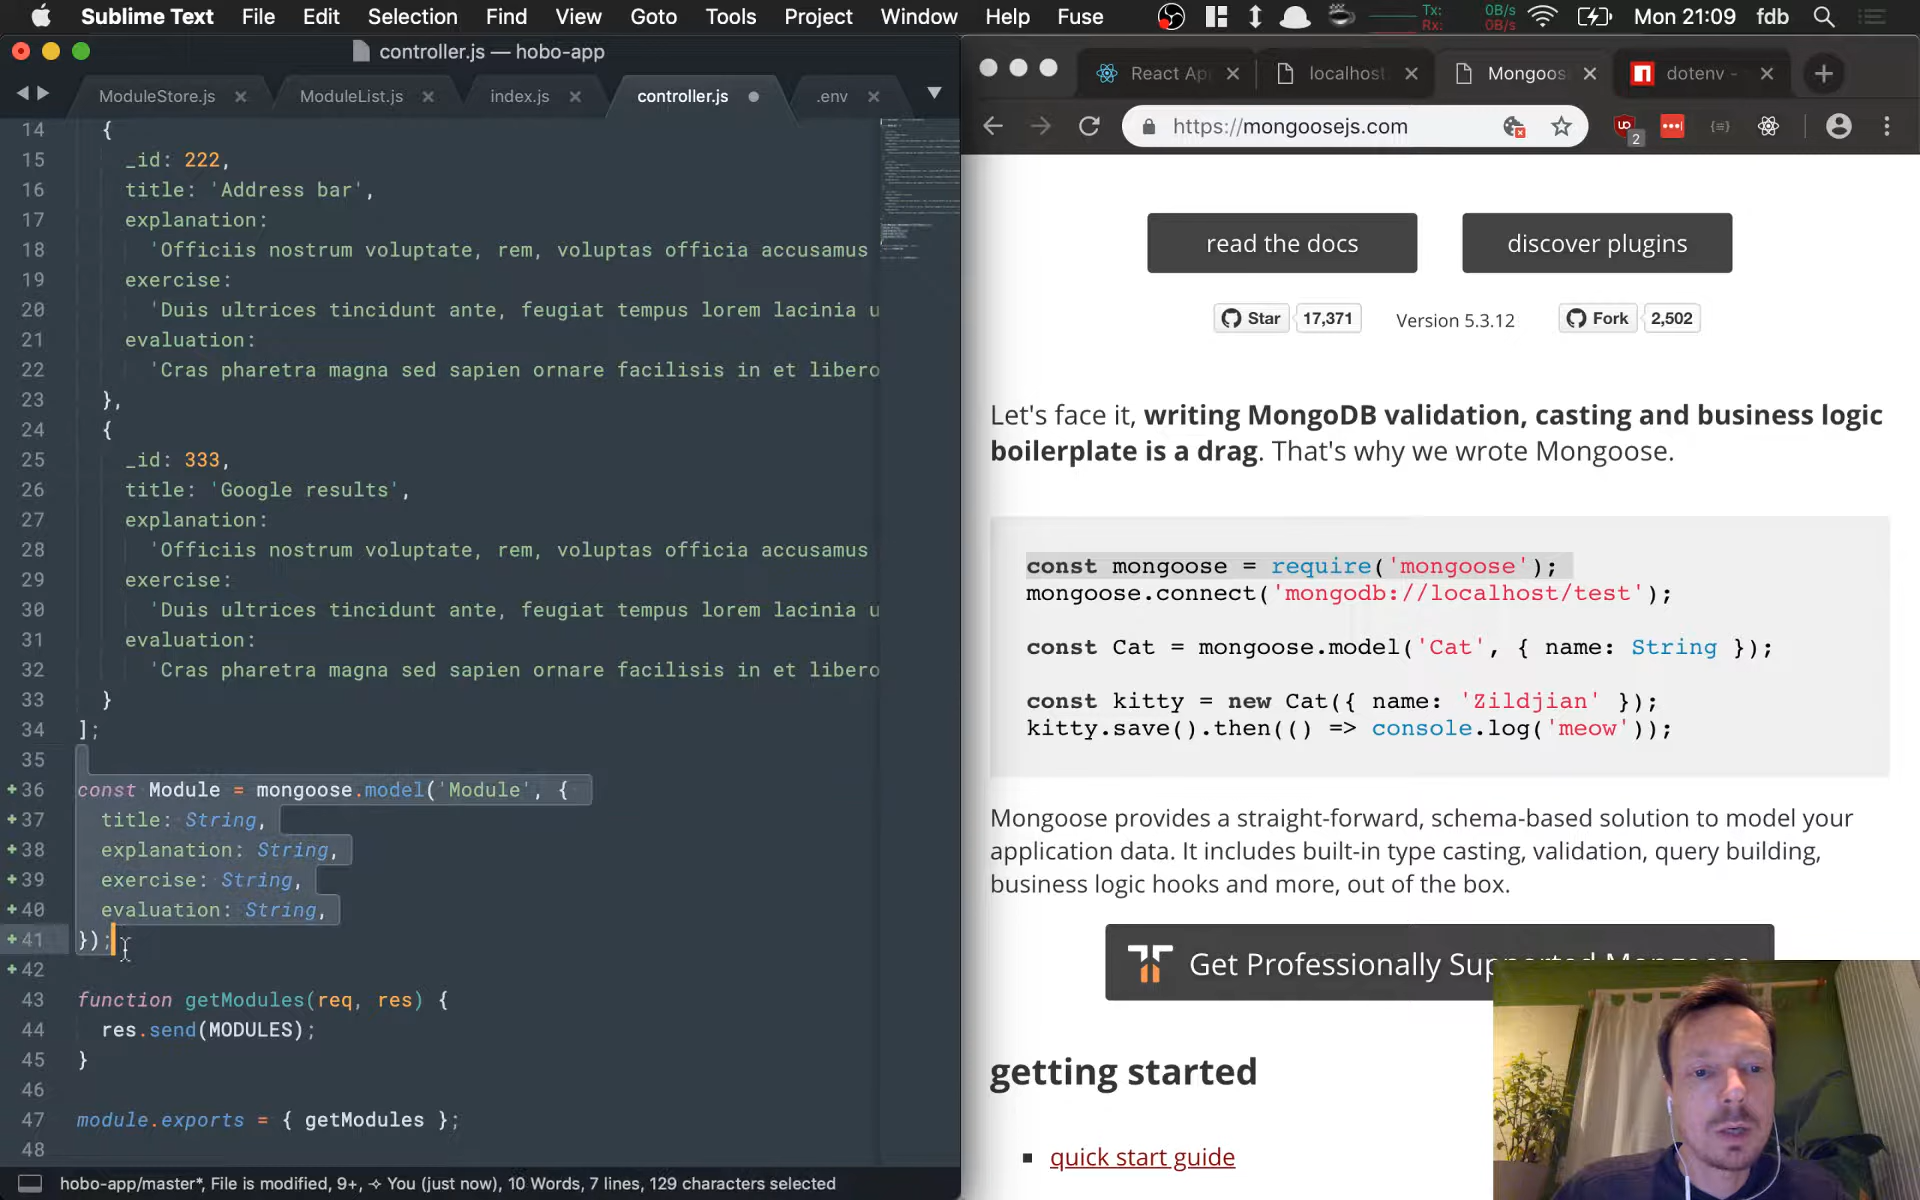 Sublime Text File Edit Selection Find View Goto Tools Project Window Help Fuse Tx: 0B/s Rx: 0B/s Mon 21:09 fdb
controller.js — hobo-app
ModuleStore.js ModuleList.js index.js controller.js .env
14 {
15 _id: 222,
16 title: 'Address bar',
17 explanation:
18 'Officiis nostrum voluptate, rem, voluptas officia accusamus
19 exercise:
20 'Duis ultrices tincidunt ante, feugiat tempus lorem lacinia u
21 evaluation:
22 'Cras pharetra magna sed sapien ornare facilisis in et libero
23 },
24 {
25 _id: 333,
26 title: 'Google results',
27 explanation:
28 'Officiis nostrum voluptate, rem, voluptas officia accusamus
29 exercise:
30 'Duis ultrices tincidunt ante, feugiat tempus lorem lacinia u
31 evaluation:
32 'Cras pharetra magna sed sapien ornare facilisis in et libero
33 }
34 ];
35
36 const Module = mongoose.model('Module', {
37 title: String,
38 explanation: String,
39 exercise: String,
40 evaluation: String,
41 });
42
43 function getModules(req, res) {
44 res.send(MODULES);
45 }
46
47 module.exports = { getModules };
48
hobo-app/master*, File is modified, 9+, You (just now), 10 Words, 7 lines, 129 characters selected
React Ap localhost Mongoos dotenv -
https://mongoosejs.com
2
read the docs discover plugins
Star 17,371 Version 5.3.12 Fork 2,502
Let's face it, writing MongoDB validation, casting and business logic
boilerplate is a drag. That's why we wrote Mongoose.
const mongoose = require('mongoose');
mongoose.connect('mongodb://localhost/test');
const Cat = mongoose.model('Cat', { name: String });
const kitty = new Cat({ name: 'Zildjian' });
kitty.save().then(() => console.log('meow'));
Mongoose provides a straight-forward, schema-based solution to model your
application data. It includes built-in type casting, validation, query building,
business logic hooks and more, out of the box.
Get Professionally Supported Mongoose
getting started
quick start guide